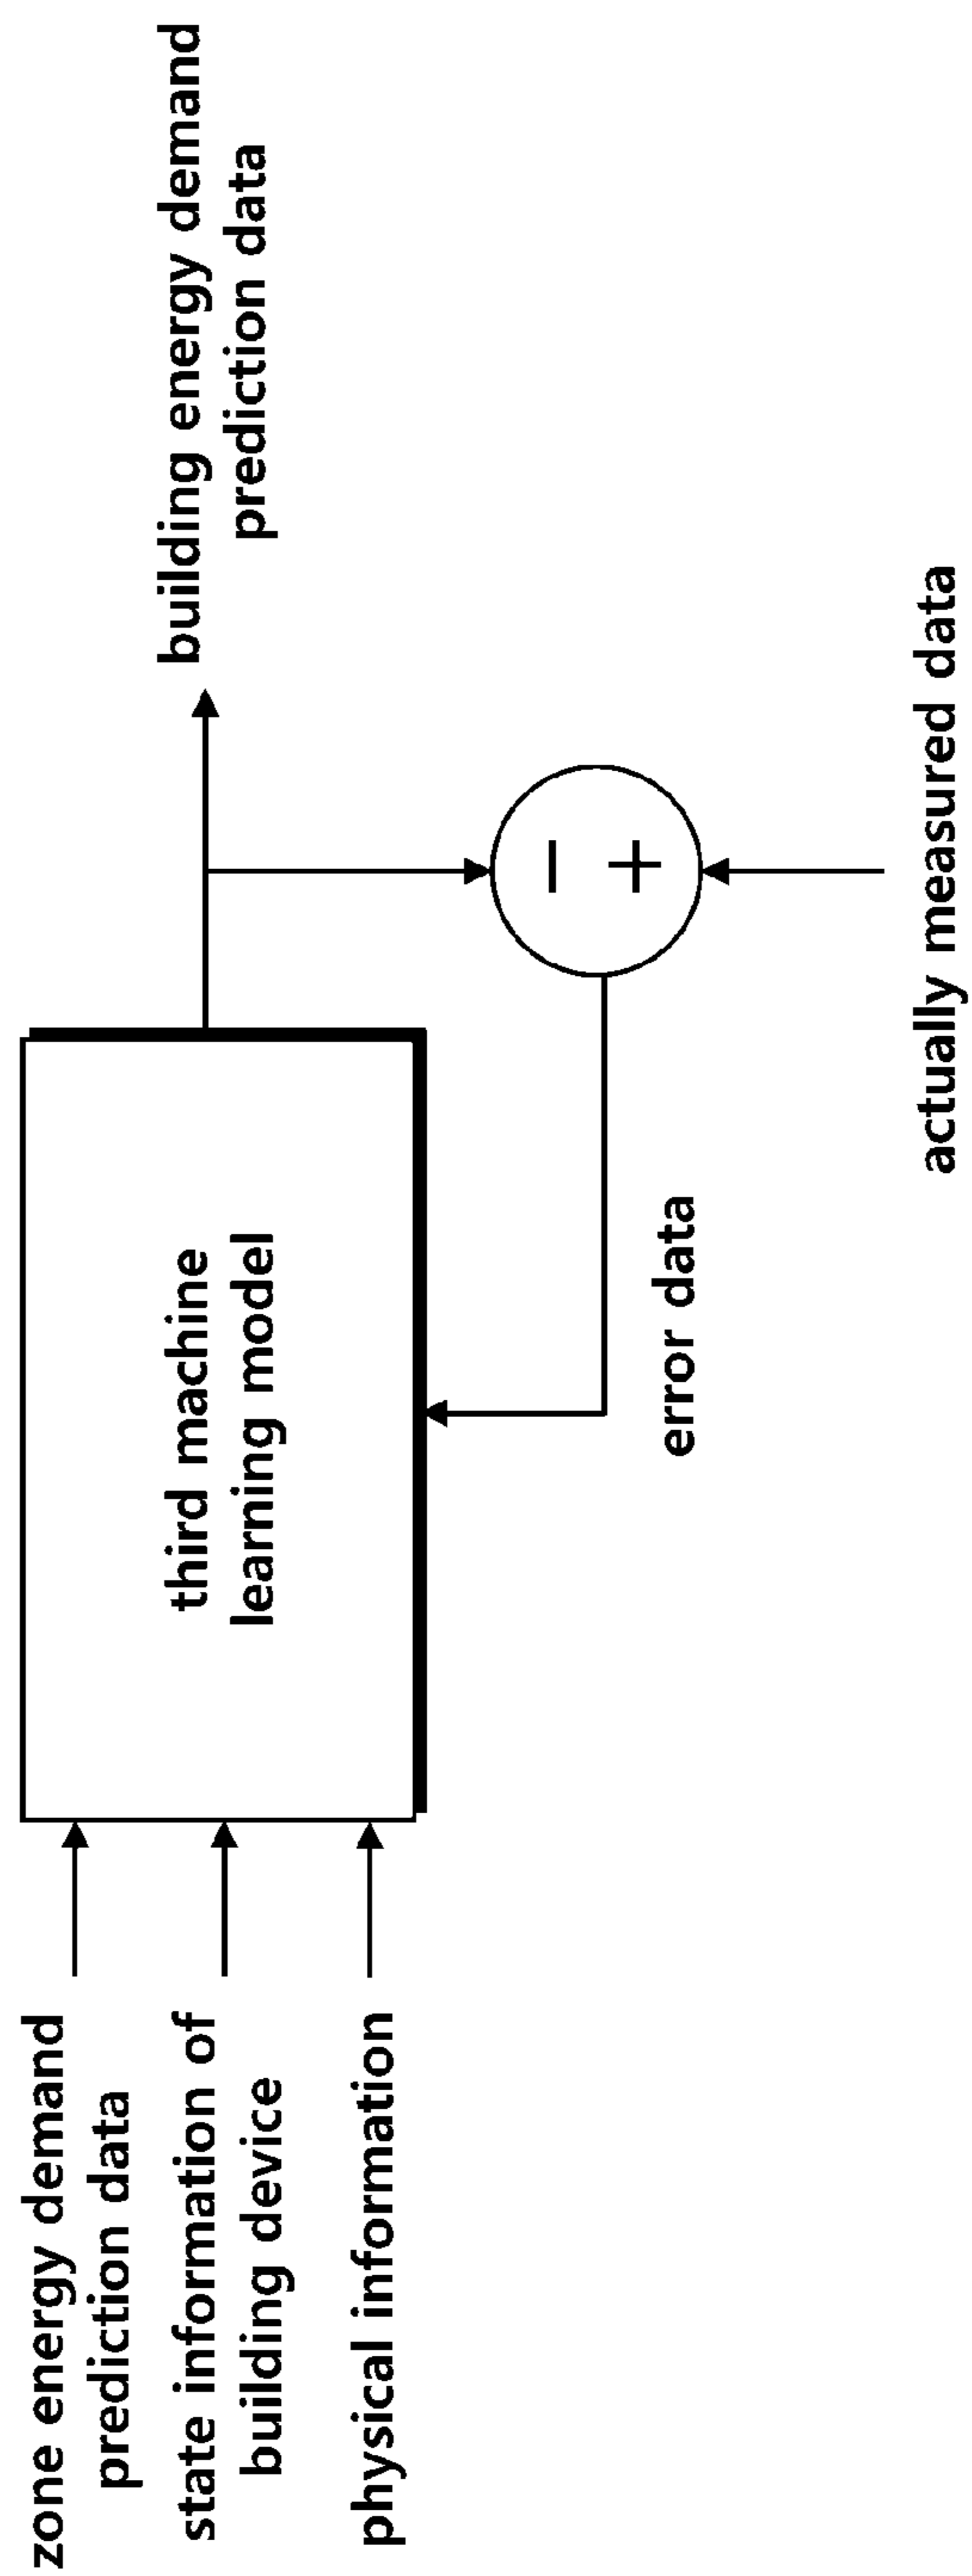 zone energy demand
prediction data
state information of
building device
physical information
third machine
learning model
building energy demand
prediction data
−
+
error data
actually measured data